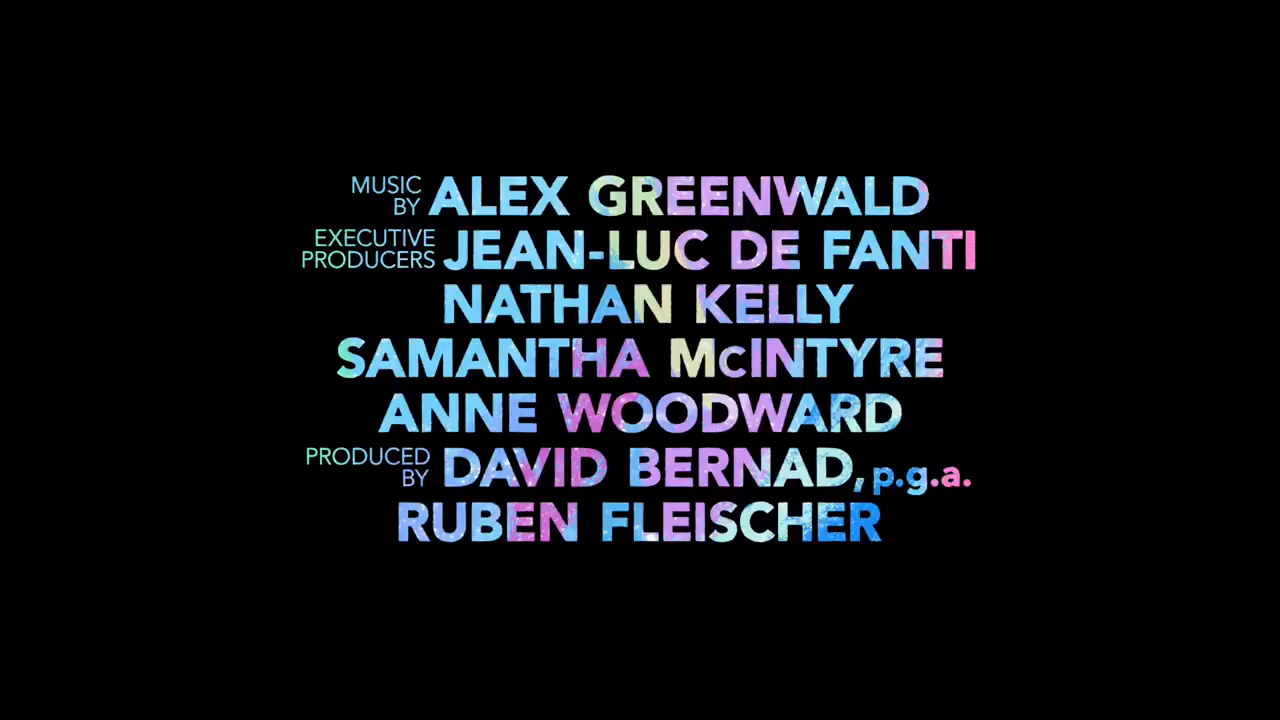 MUSIC BY ALEX GREENWALD
EXECUTIVE PRODUCERS JEAN-LUC DE FANTI
NATHAN KELLY
SAMANTHA McINTYRE
ANNE WOODWARD
PRODUCED BY DAVID BERNAD, p.g.a.
RUBEN FLEISCHER